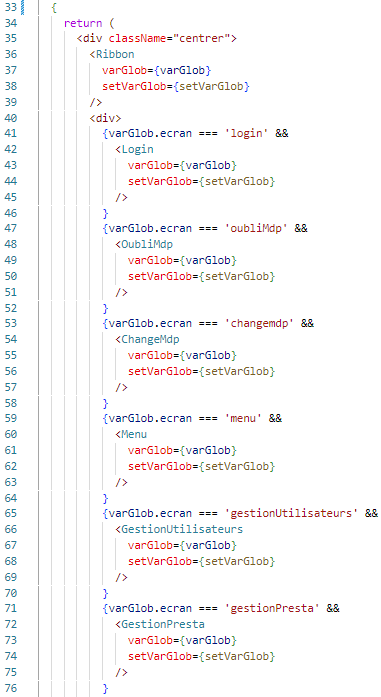 33 {
34 return (
35 <div className="centrer">
36 <Ribbon
37 varGlob={varGlob}
38 setVarGlob={setVarGlob}
39 />
40 <div>
41 {varGlob.ecran === 'login' &&
42 <Login
43 varGlob={varGlob}
44 setVarGlob={setVarGlob}
45 />
46 }
47 {varGlob.ecran === 'oubliMdp' &&
48 <OubliMdp
49 varGlob={varGlob}
50 setVarGlob={setVarGlob}
51 />
52 }
53 {varGlob.ecran === 'changemdp' &&
54 <ChangeMdp
55 varGlob={varGlob}
56 setVarGlob={setVarGlob}
57 />
58 }
59 {varGlob.ecran === 'menu' &&
60 <Menu
61 varGlob={varGlob}
62 setVarGlob={setVarGlob}
63 />
64 }
65 {varGlob.ecran === 'gestionUtilisateurs' &&
66 <GestionUtilisateurs
67 varGlob={varGlob}
68 setVarGlob={setVarGlob}
69 />
70 }
71 {varGlob.ecran === 'gestionPresta' &&
72 <GestionPresta
73 varGlob={varGlob}
74 setVarGlob={setVarGlob}
75 />
76 }